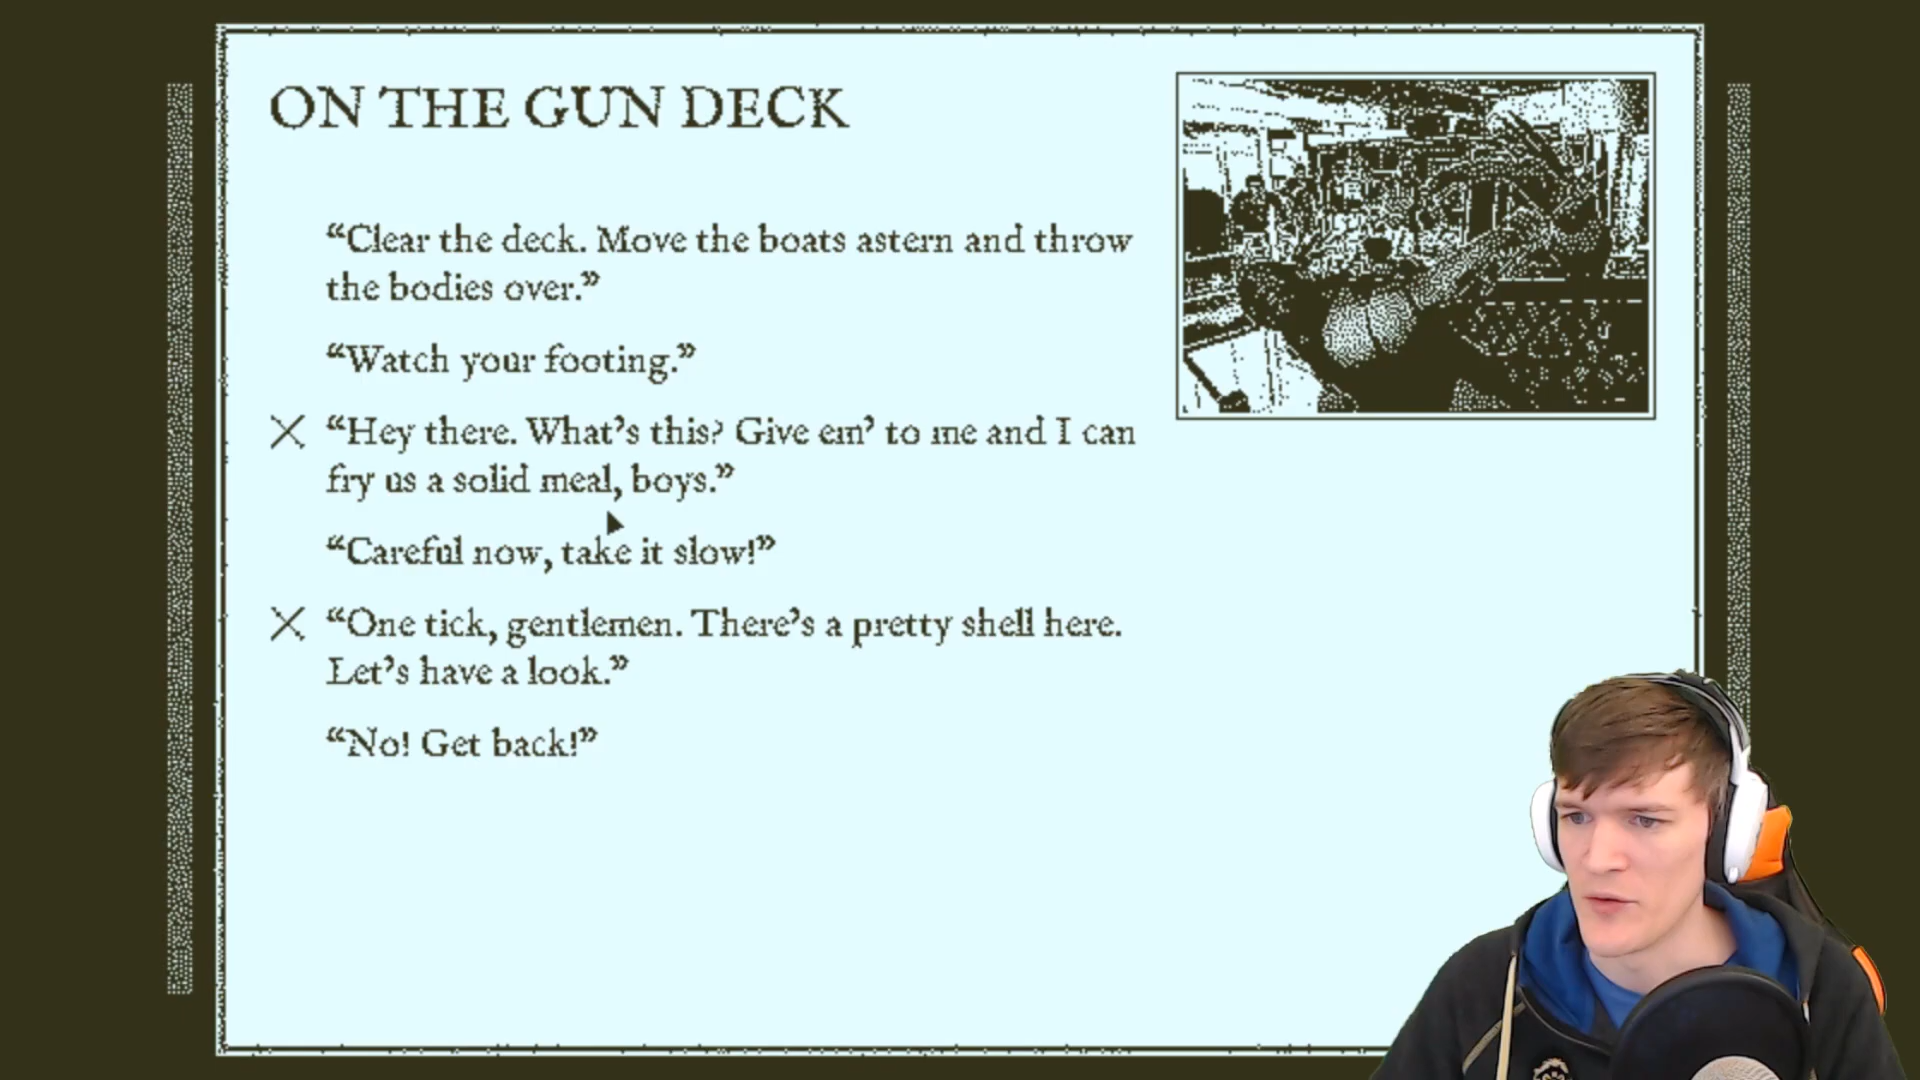 ON THE GUN DECK
“Clear the deck. Move the boats astern and throw
the bodies over.”
“Watch your footing.”
“Hey there. What’s this? Give em’ to me and I can
fry us a solid meal, boys.”
“Careful now, take it slow!”
“One tick, gentlemen. There’s a pretty shell here.
Let’s have a look.”
“No! Get back!”